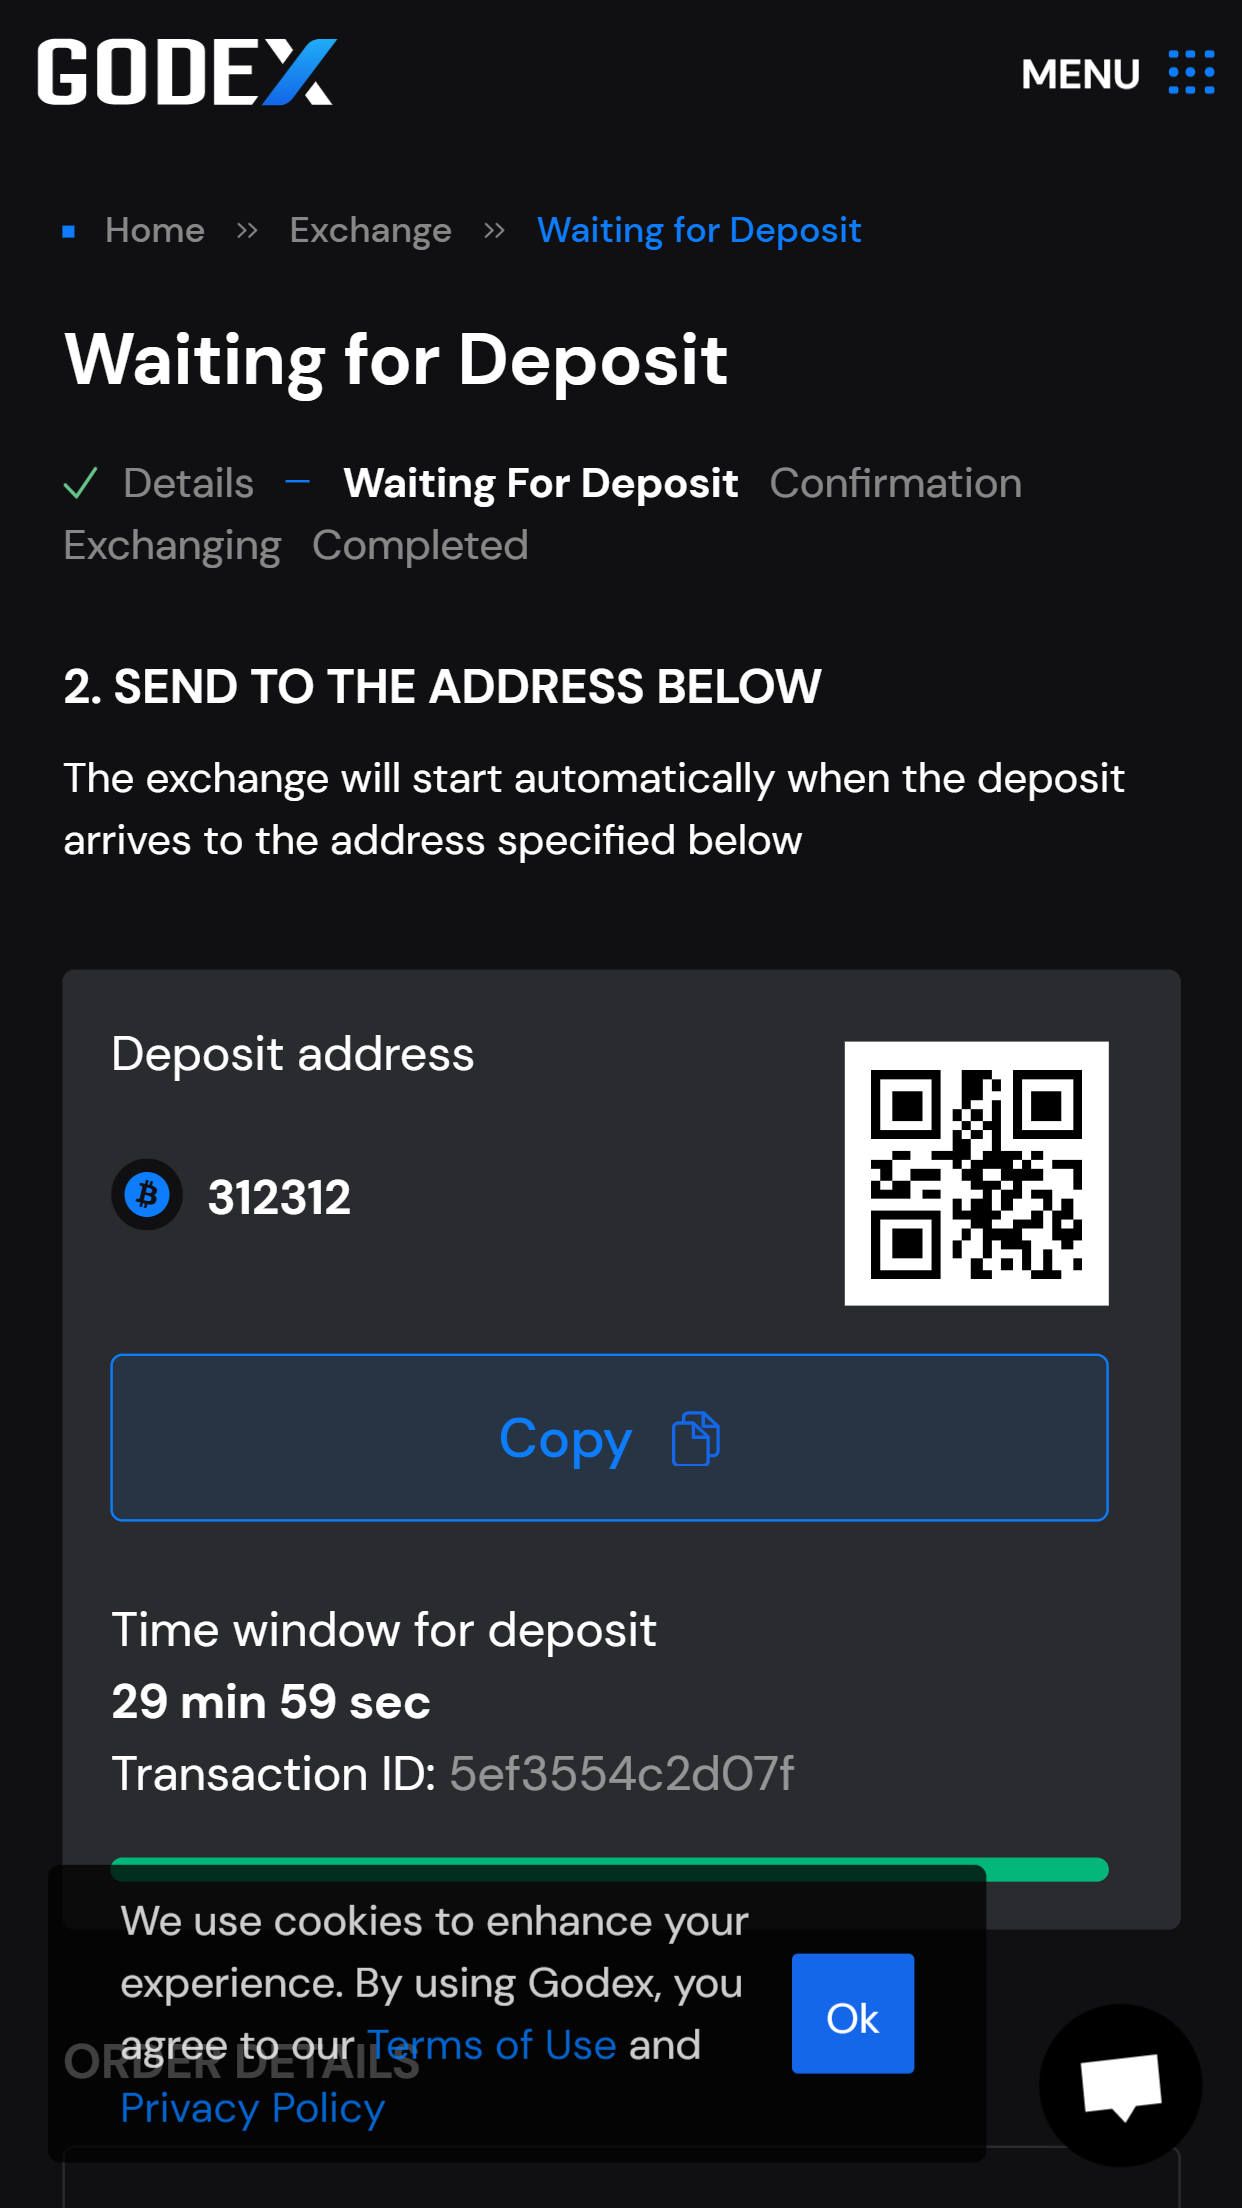 GODEX
MENU
Home >> Exchange >> Waiting for Deposit
Waiting for Deposit
Details – Waiting For Deposit Confirmation
Exchanging Completed
2. SEND TO THE ADDRESS BELOW
The exchange will start automatically when the deposit
arrives to the address specified below
Deposit address
312312
Copy
Time window for deposit
29 min 59 sec
Transaction ID: 5ef3554c2d07f
We use cookies to enhance your
experience. By using Godex, you
agree to our Terms of Use and
Privacy Policy
Ok
ORDER DETAILS